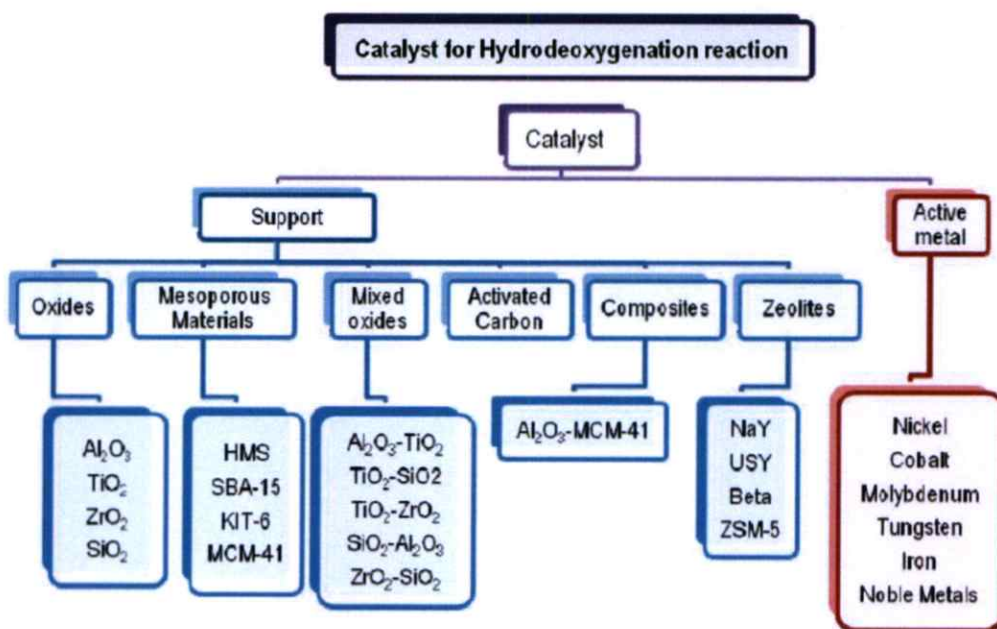 Catalyst for Hydrodeoxygenation reaction
Catalyst
Support
Active
metal
Oxides
Mesoporous
Materials
Mixed
oxides
Activated
Carbon
Composites
Zeolites
Al₂O₃
TiO₂
ZrO₂
SiO₂
HMS
SBA-15
KIT-6
MCM-41
Al₂O₃-TiO₂
TiO₂-SiO2
TiO₂-ZrO₂
SiO₂-Al₂O₃
ZrO₂-SiO₂
Al₂O₃-MCM-41
NaY
USY
Beta
ZSM-5
Nickel
Cobalt
Molybdenum
Tungsten
Iron
Noble Metals